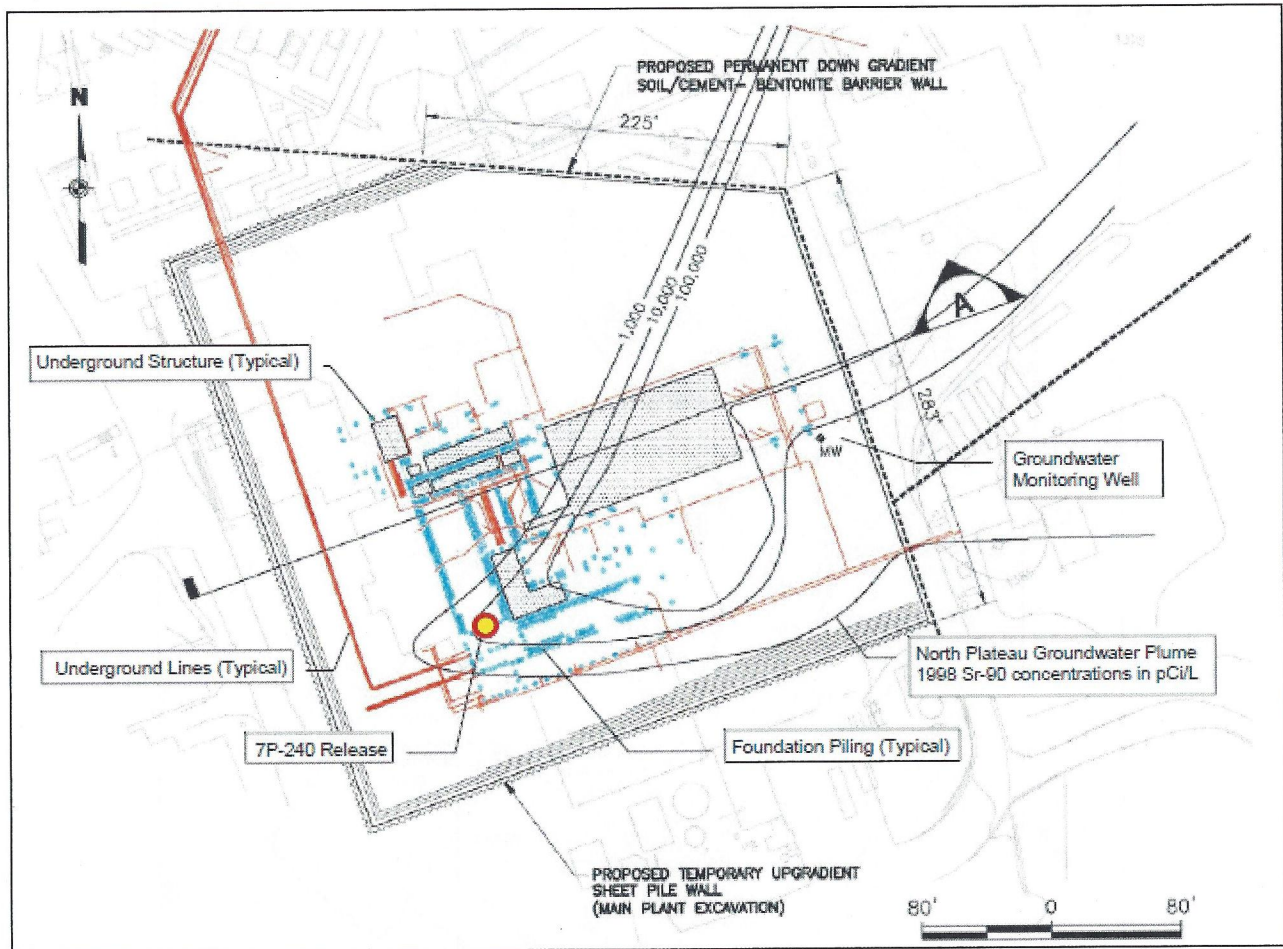 PROPOSED PERMANENT DOWN GRADIENT
SOIL/CEMENT- BENTONITE BARRIER WALL
N
225'
1,000
10,000
100,000
A
Underground Structure (Typical)
283'
MW
Groundwater
Monitoring Well
Underground Lines (Typical)
North Plateau Groundwater Plume
1998 Sr-90 concentrations in pCi/L
7P-240 Release
Foundation Piling (Typical)
PROPOSED TEMPORARY UPGRADIENT
SHEET PILE WALL
(MAIN PLANT EXCAVATION)
80'
0
80'